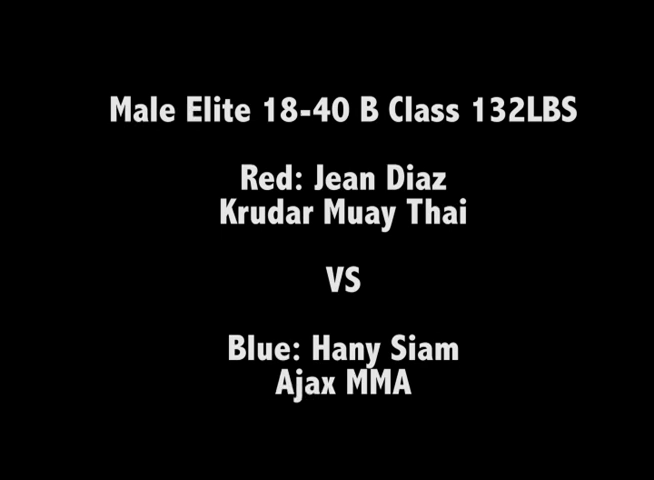 Male Elite 18-40 B Class 132LBS
Red: Jean Diaz
Krudar Muay Thai
VS
Blue: Hany Siam
Ajax MMA